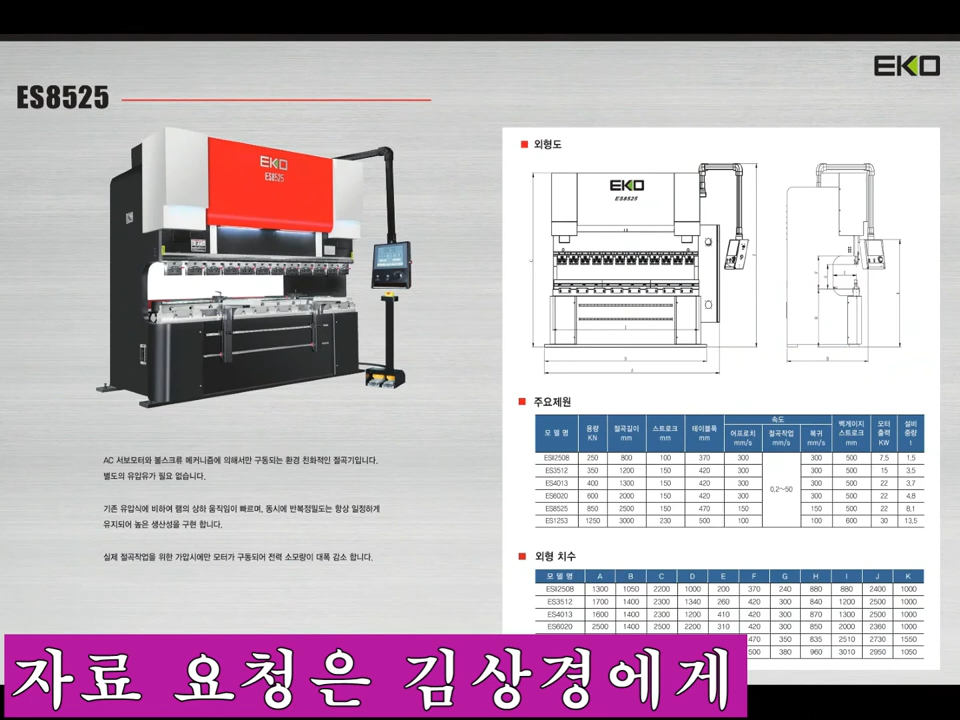 EKO
ES8525
EKO
ES8525
■ 외형도
EKO
ES8525
■ 주요제원
모 델 명 용량 KN 절곡길이 mm 스트로크 mm 테이블폭 mm 속도 어프로치 mm/s 절곡작업 mm/s 복귀 mm/s 벡게이지 스트로크 mm 모터 출력 KW 설비 중량 t
ESII2508 250 800 100 370 300 0.2~50 300 500 7.5 1.5
ES3512 350 1200 150 420 300 300 500 15 3.5
ES4013 400 1300 150 420 300 300 500 22 3.7
ES6020 600 2000 150 420 300 300 500 22 4.8
ES8525 850 2500 150 470 150 150 500 22 8.1
ES1253 1250 3000 230 500 100 100 600 30 13.5
AC 서보모터와 볼스크류 메커니즘에 의해서만 구동되는 환경 친화적인 절곡기입니다.
별도의 유압유가 필요 없습니다.
기존 유압식에 비하여 램의 상하 움직임이 빠르며, 동시에 반복정밀도는 항상 일정하게
유지되어 높은 생산성을 구현 합니다.
실제 절곡작업을 위한 가압시에만 모터가 구동되어 전력 소모량이 대폭 감소 합니다.
■ 외형 치수
모 델 명 A B C D E F G H I J K
ESII2508 1300 1050 2200 1000 200 370 240 880 880 2400 1000
ES3512 1700 1400 2300 1340 260 420 300 840 1200 2500 1000
ES4013 1600 1400 2300 1200 410 420 300 870 1300 2500 1000
ES6020 2500 1400 2500 2200 310 420 300 850 2000 2360 1000
470 350 835 2510 2730 1550
500 380 960 3010 2950 1050
자료 요청은 김상경에게